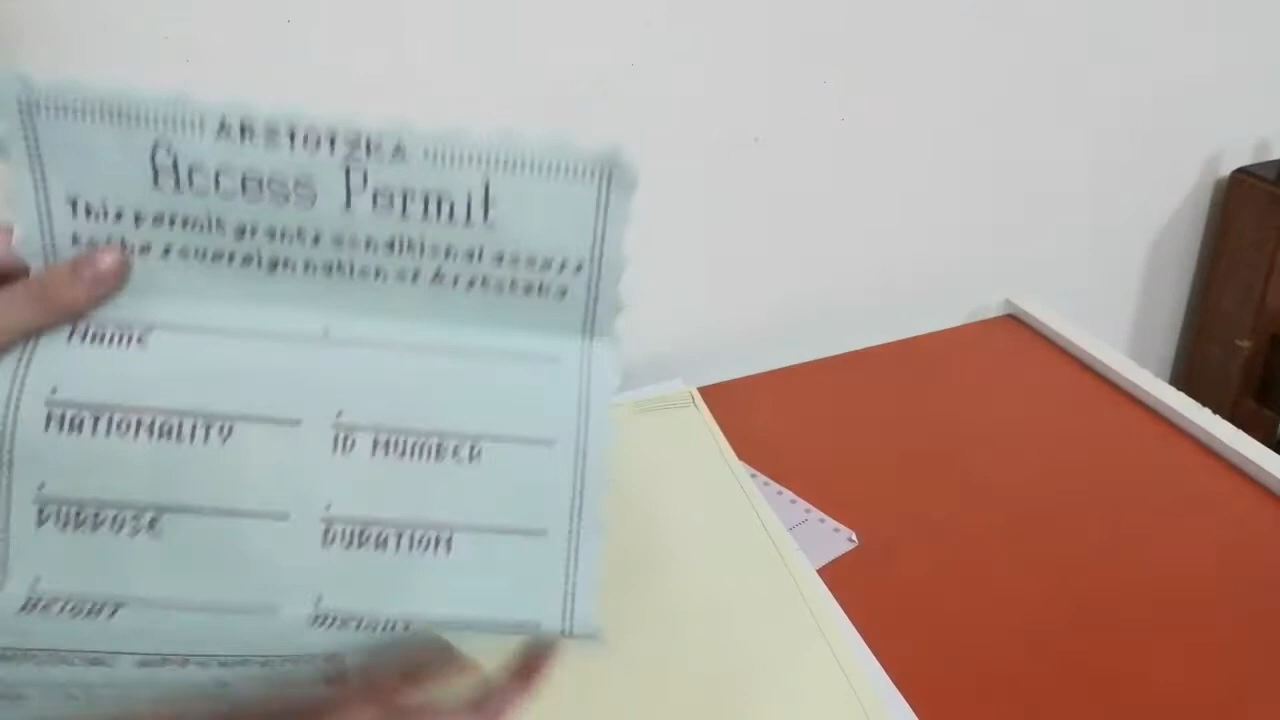 ARSTOTZKA
Access Permit
This permit grants conditional access
to the sovereign nation of Arstotzka
Name
NATIONALITY
ID NUMBER
PURPOSE
DURATION
HEIGHT
WEIGHT